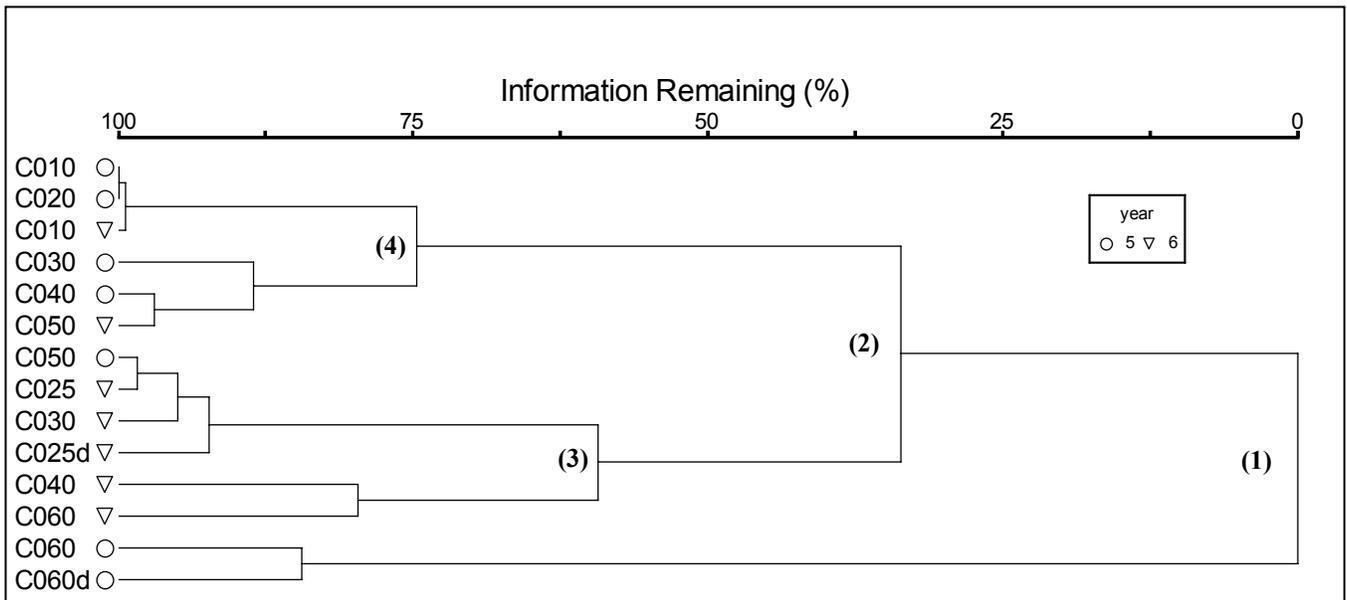 Information Remaining (%)
100 75 50 25 0
C010
C020
C010
C030
C040
C050
C050
C025
C030
C025d
C040
C060
C060
C060d
(4)
(2)
(3)
(1)
year
5 6